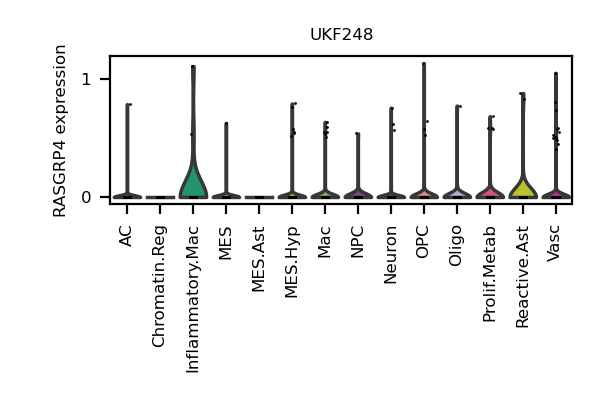 UKF248
RASGRP4 expression
1
0
AC
Chromatin.Reg
Inflammatory.Mac
MES
MES.Ast
MES.Hyp
Mac
NPC
Neuron
OPC
Oligo
Prolif.Metab
Reactive.Ast
Vasc